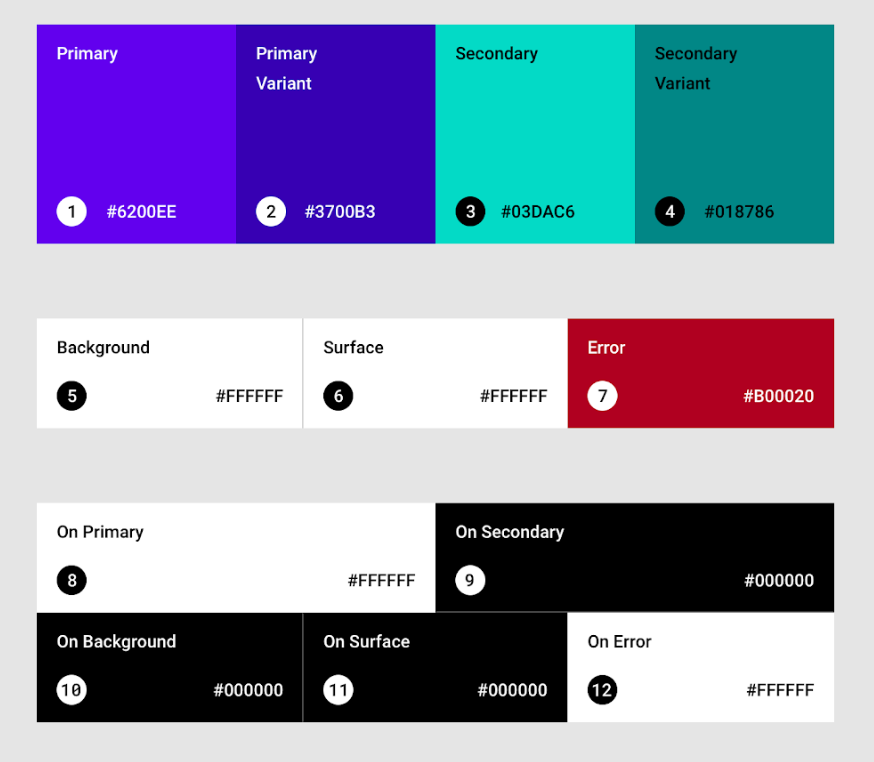 Primary
Primary
Variant
Secondary
Secondary
Variant
1 #6200EE
2 #3700B3
3 #03DAC6
4 #018786
Background
Surface
Error
5 #FFFFFF
6 #FFFFFF
7 #B00020
On Primary
On Secondary
8 #FFFFFF
9 #000000
On Background
On Surface
On Error
10 #000000
11 #000000
12 #FFFFFF